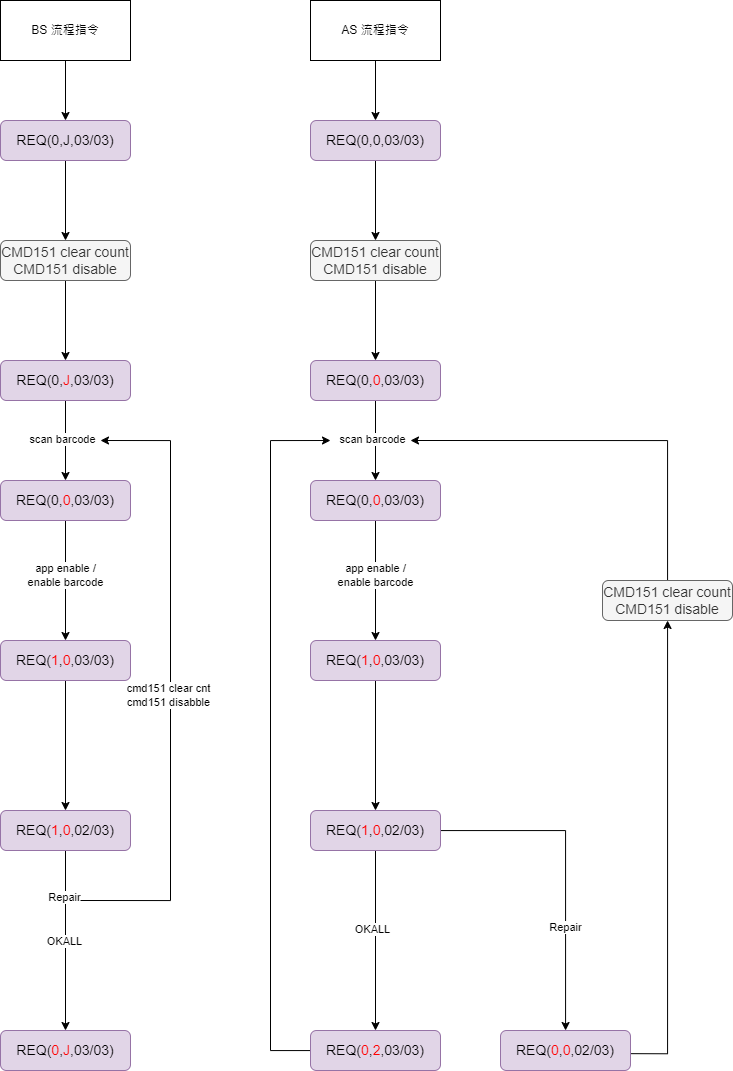 BS 流程指令
REQ(0,J,03/03)
CMD151 clear count
CMD151 disable
REQ(0,J,03/03)
scan barcode
REQ(0,0,03/03)
app enable /
enable barcode
REQ(1,0,03/03)
cmd151 clear cnt
cmd151 disabble
REQ(1,0,02/03)
Repair
OKALL
REQ(0,J,03/03)
AS 流程指令
REQ(0,0,03/03)
CMD151 clear count
CMD151 disable
REQ(0,0,03/03)
scan barcode
REQ(0,0,03/03)
app enable /
enable barcode
REQ(1,0,03/03)
REQ(1,0,02/03)
OKALL
REQ(0,2,03/03)
Repair
REQ(0,0,02/03)
CMD151 clear count
CMD151 disable